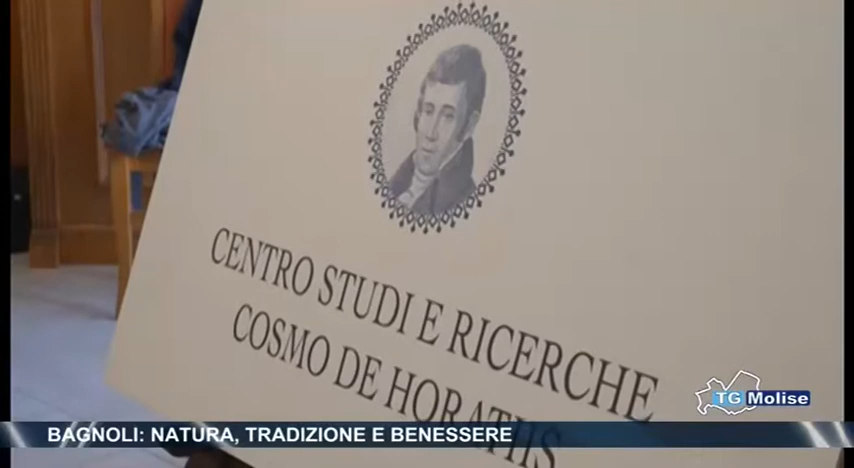 CENTRO STUDI E RICERCHE
COSMO DE HORATIIS
TG Molise
BAGNOLI: NATURA, TRADIZIONE E BENESSERE